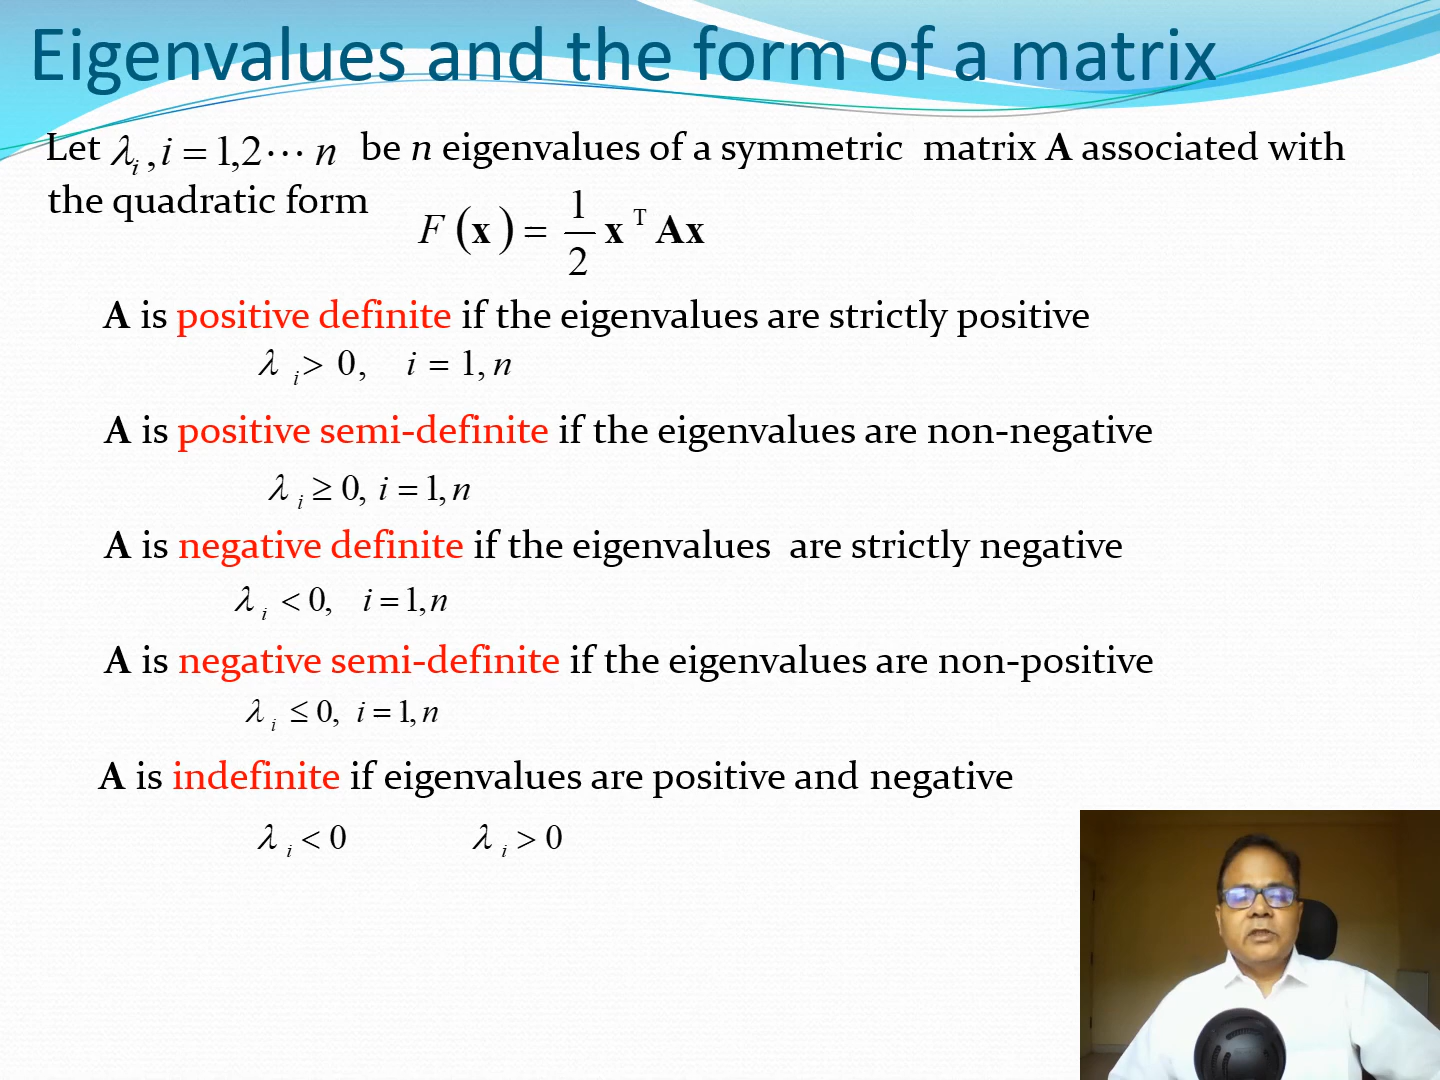 Eigenvalues and the form of a matrix
Let λᵢ, i = 1,2⋯ n be n eigenvalues of a symmetric matrix A associated with
the quadratic form
F (x) = 1/2 xᵀ Ax
A is positive definite if the eigenvalues are strictly positive
λᵢ > 0, i = 1, n
A is positive semi-definite if the eigenvalues are non-negative
λᵢ ≥ 0, i = 1, n
A is negative definite if the eigenvalues are strictly negative
λᵢ < 0, i = 1, n
A is negative semi-definite if the eigenvalues are non-positive
λᵢ ≤ 0, i = 1, n
A is indefinite if eigenvalues are positive and negative
λᵢ < 0 λᵢ > 0